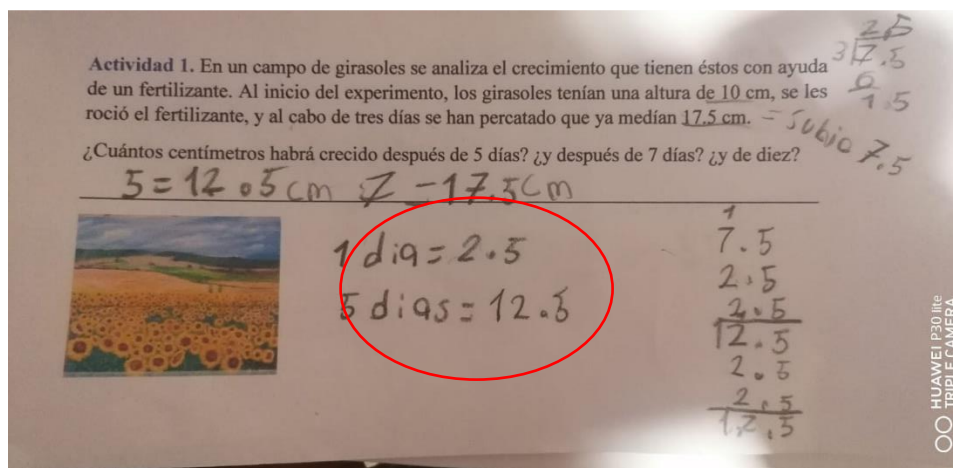 Actividad 1. En un campo de girasoles se analiza el crecimiento que tienen éstos con ayuda
de un fertilizante. Al inicio del experimento, los girasoles tenían una altura de 10 cm, se les
roció el fertilizante, y al cabo de tres días se han percatado que ya medían 17.5 cm. = Subio 7.5
¿Cuántos centímetros habrá crecido después de 5 días? ¿y después de 7 días? ¿y de diez?
5 = 12.5 cm 7 = 17.5 cm
2.5
3 7.5
6
1.5
1 dia = 2.5
5 dias = 12.5
1
7.5
2.5
2.5
12.5
2.5
2.5
17.5
HUAWEI P30 lite
TRIPLE CAMERA